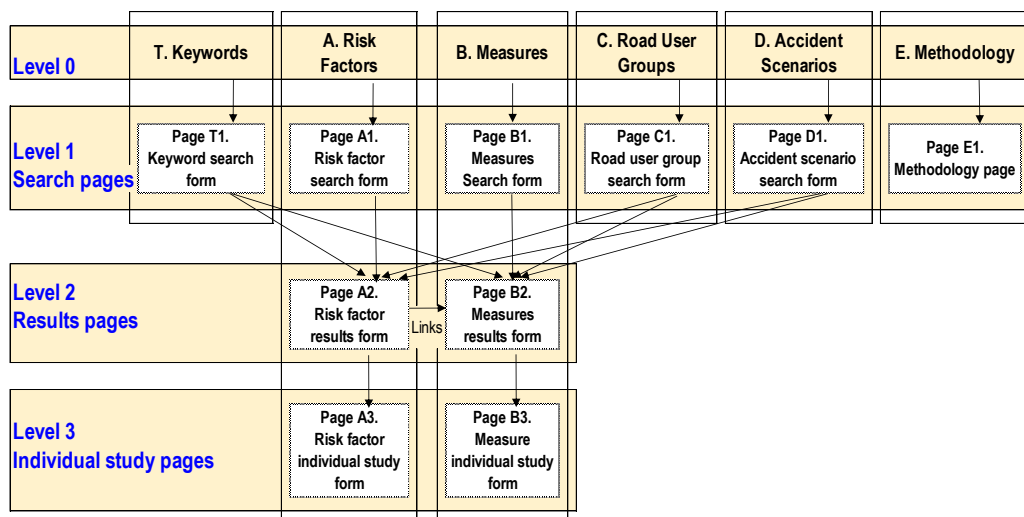 Level 0
T. Keywords
A. Risk
Factors
B. Measures
C. Road User
Groups
D. Accident
Scenarios
E. Methodology
Level 1
Search pages
Page T1.
Keyword search
form
Page A1.
Risk factor
search form
Page B1.
Measures
Search form
Page C1.
Road user group
search form
Page D1.
Accident scenario
search form
Page E1.
Methodology page
Level 2
Results pages
Page A2.
Risk factor
results form
Links
Page B2.
Measures
results form
Level 3
Individual study pages
Page A3.
Risk factor
individual study
form
Page B3.
Measure
individual study
form